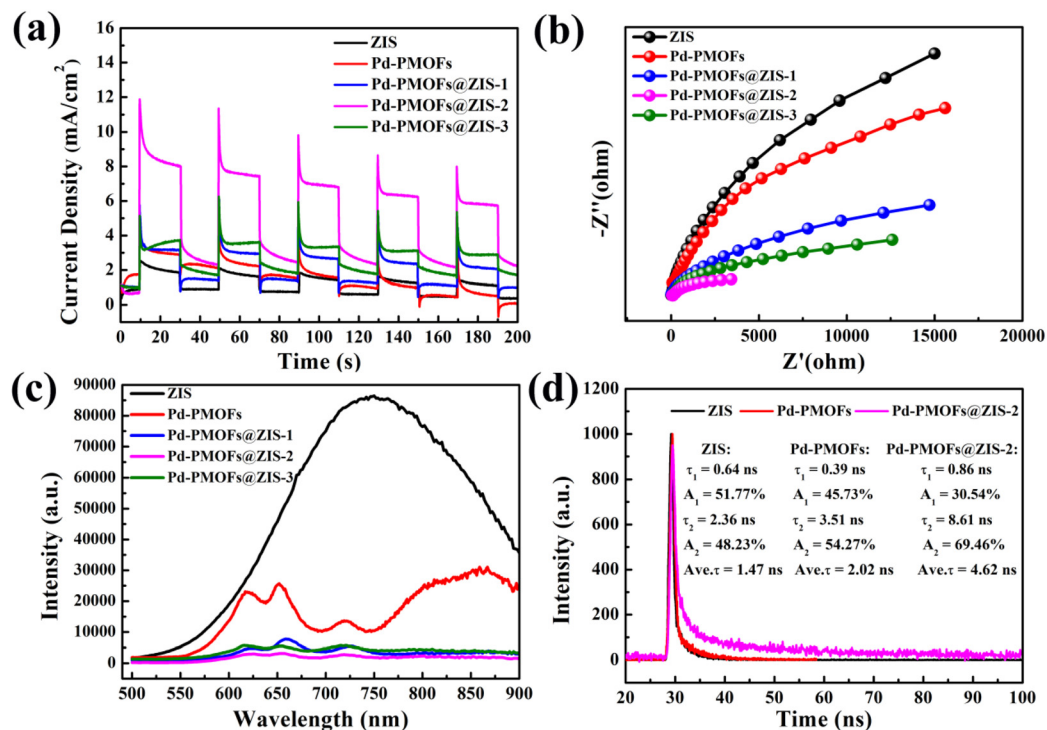 (a)
Current Density (mA/cm²)
16
14
12
10
8
6
4
2
0
ZIS
Pd-PMOFs
Pd-PMOFs@ZIS-1
Pd-PMOFs@ZIS-2
Pd-PMOFs@ZIS-3
0 20 40 60 80 100 120 140 160 180 200
Time (s)
(b)
-Z''(ohm)
ZIS
Pd-PMOFs
Pd-PMOFs@ZIS-1
Pd-PMOFs@ZIS-2
Pd-PMOFs@ZIS-3
0 5000 10000 15000 20000
Z'(ohm)
(c)
Intensity (a.u.)
90000
80000
70000
60000
50000
40000
30000
20000
10000
0
ZIS
Pd-PMOFs
Pd-PMOFs@ZIS-1
Pd-PMOFs@ZIS-2
Pd-PMOFs@ZIS-3
500 550 600 650 700 750 800 850 900
Wavelength (nm)
(d)
Intensity (a.u.)
1200
1000
800
600
400
200
0
ZIS Pd-PMOFs Pd-PMOFs@ZIS-2
ZIS: Pd-PMOFs: Pd-PMOFs@ZIS-2:
τ₁ = 0.64 ns τ₁ = 0.39 ns τ₁ = 0.86 ns
A₁ = 51.77% A₁ = 45.73% A₁ = 30.54%
τ₂ = 2.36 ns τ₂ = 3.51 ns τ₂ = 8.61 ns
A₂ = 48.23% A₂ = 54.27% A₂ = 69.46%
Ave.τ = 1.47 ns Ave.τ = 2.02 ns Ave.τ = 4.62 ns
20 30 40 50 60 70 80 90 100
Time (ns)